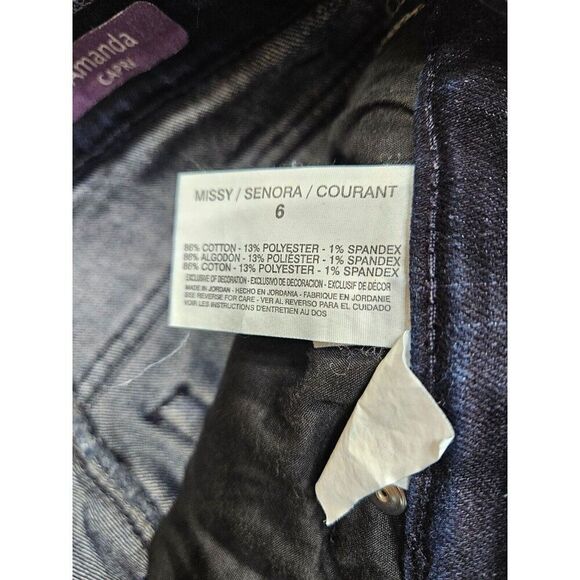 Amanda
CAPRI
MISSY / SENORA / COURANT
6
86% COTTON - 13% POLYESTER - 1% SPANDEX
86% ALGODON - 13% POLIÉSTER - 1% SPANDEX
86% COTON - 13% POLYESTER - 1% SPANDEX
EXCLUSIVE OF DECORATION - EXCLUSIVO DE DECORACION - EXCLUSIF DE DÉCOR
MADE IN JORDAN - HECHO EN JORDANIA - FABRIQUE EN JORDANIE
SEE REVERSE FOR CARE - VER AL REVERSO PARA EL CUIDADO
VOIR LES INSTRUCTIONS D'ENTRETIEN AU DOS